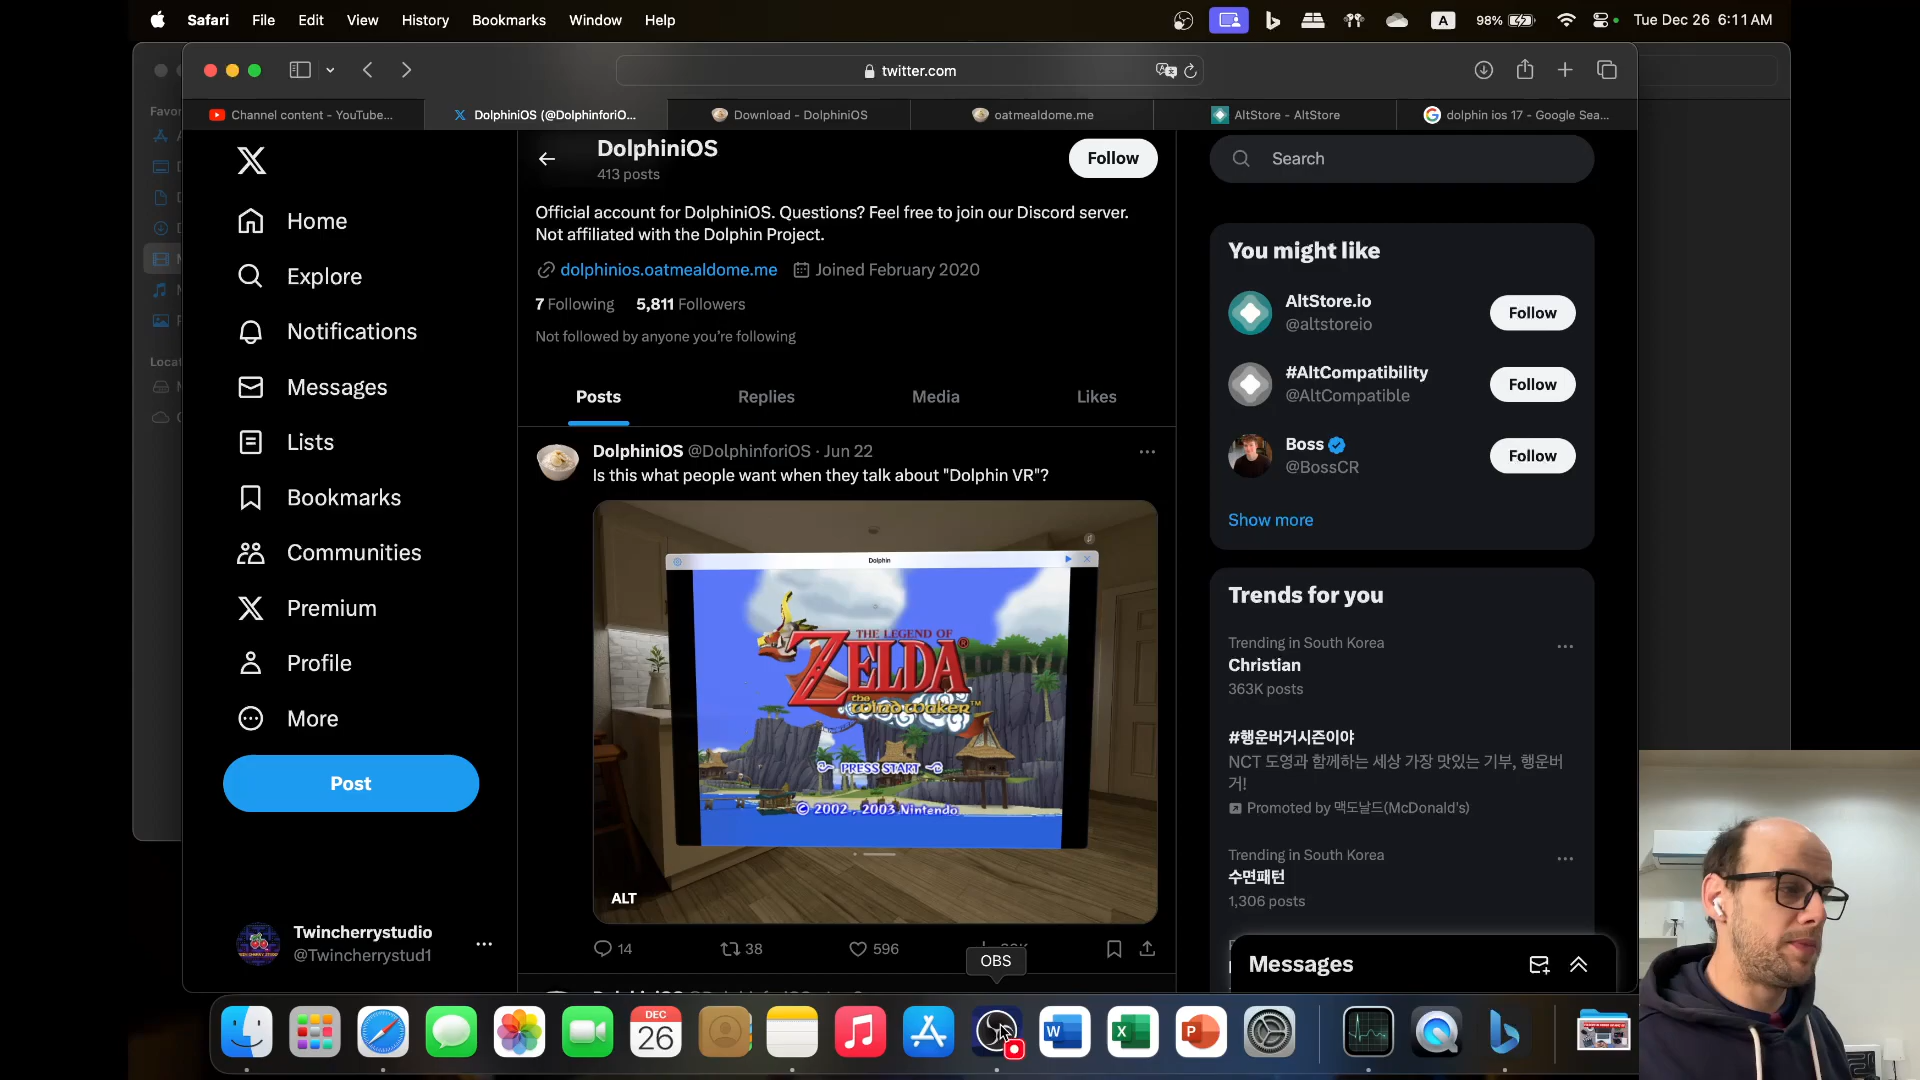 Safari File Edit View History Bookmarks Window Help
A 98% Tue Dec 26 6:11 AM
twitter.com
Channel content - YouTube...
DolphiniOS (@DolphinforiO...
Download - DolphiniOS
oatmealdome.me
AltStore - AltStore
dolphin ios 17 - Google Sea...
Favor
Locat
Home
Explore
Notifications
Messages
Lists
Bookmarks
Communities
Premium
Profile
More
Post
Twincherrystudio
@Twincherrystud1
DolphiniOS
413 posts
Follow
Official account for DolphiniOS. Questions? Feel free to join our Discord server.
Not affiliated with the Dolphin Project.
dolphinios.oatmealdome.me Joined February 2020
7 Following 5,811 Followers
Not followed by anyone you're following
Posts Replies Media Likes
DolphiniOS @DolphinforiOS · Jun 22
Is this what people want when they talk about "Dolphin VR"?
Dolphin
THE LEGEND OF
ZELDA
the
Wind Waker™
PRESS START
© 2002, 2003 Nintendo
ALT
14 38 596
OBS
Search
You might like
AltStore.io
@altstoreio
Follow
#AltCompatibility
@AltCompatible
Follow
Boss
@BossCR
Follow
Show more
Trends for you
Trending in South Korea
Christian
363K posts
#행운버거시즌이야
NCT 도영과 함께하는 세상 가장 맛있는 기부, 행운버
거!
Promoted by 맥도날드(McDonald's)
Trending in South Korea
수면패턴
1,306 posts
Messages
DEC
26
W X P